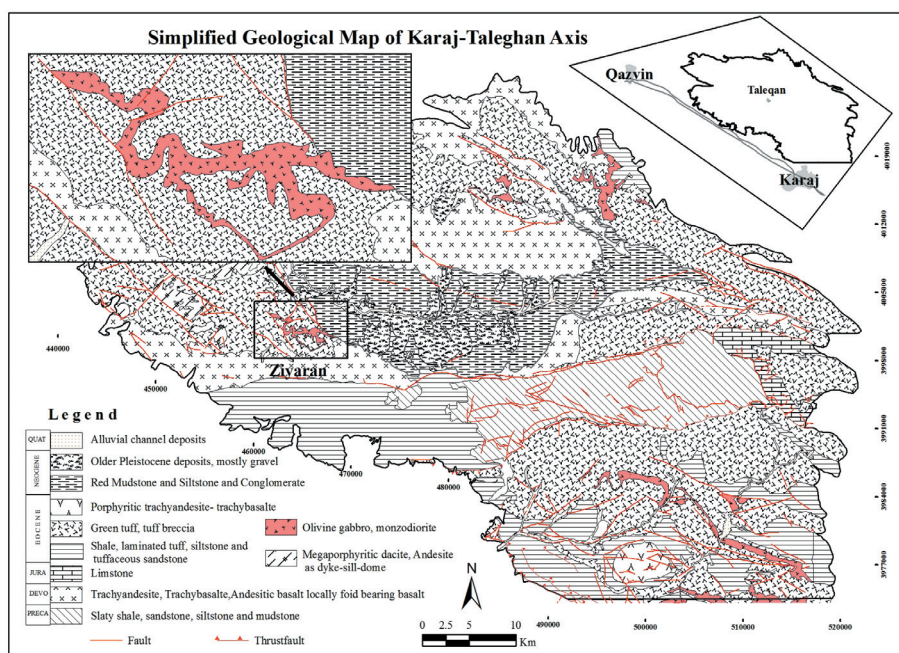 Simplified Geological Map of Karaj-Taleghan Axis
Qazvin
Taleqan
Karaj
4019000
4012000
4005000
3998000
3991000
3984000
3977000
440000
450000
460000
470000
480000
490000
500000
510000
520000
Ziyaran
Legend
QUAT
Alluvial channel deposits
NEOGENE
Older Pleistocene deposits, mostly gravel
Red Mudstone and Siltstone and Conglomerate
EOCENE
Porphyritic trachyandesite- trachybasalte
Green tuff, tuff breccia
Shale, laminated tuff, siltstone and
tuffaceous sandstone
JURA
Limstone
DEVO
Trachyandesite, Trachybasalte,Andesitic basalt locally foid bearing basalt
PRECA
Slaty shale, sandstone, siltstone and mudstone
Olivine gabbro, monzodiorite
Megaporphyritic dacite, Andesite
as dyke-sill-dome
Fault
Thrustfault
N
0 2.5 5 10
Km